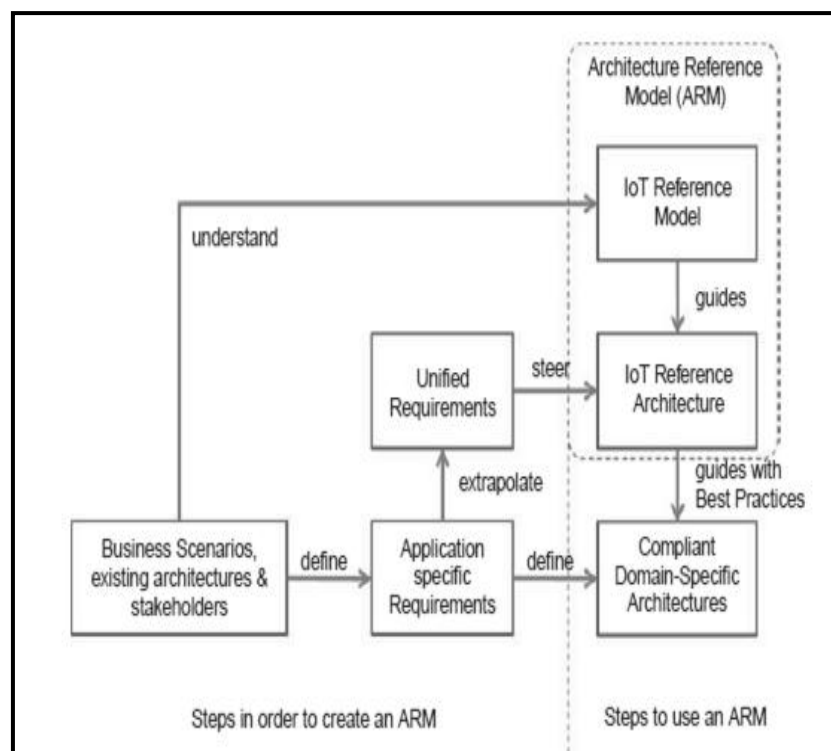 Architecture Reference
Model (ARM)
IoT Reference
Model
understand
guides
Unified
Requirements
steer
IoT Reference
Architecture
extrapolate
guides with
Best Practices
Business Scenarios,
existing architectures &
stakeholders
define
Application
specific
Requirements
define
Compliant
Domain-Specific
Architectures
Steps in order to create an ARM
Steps to use an ARM